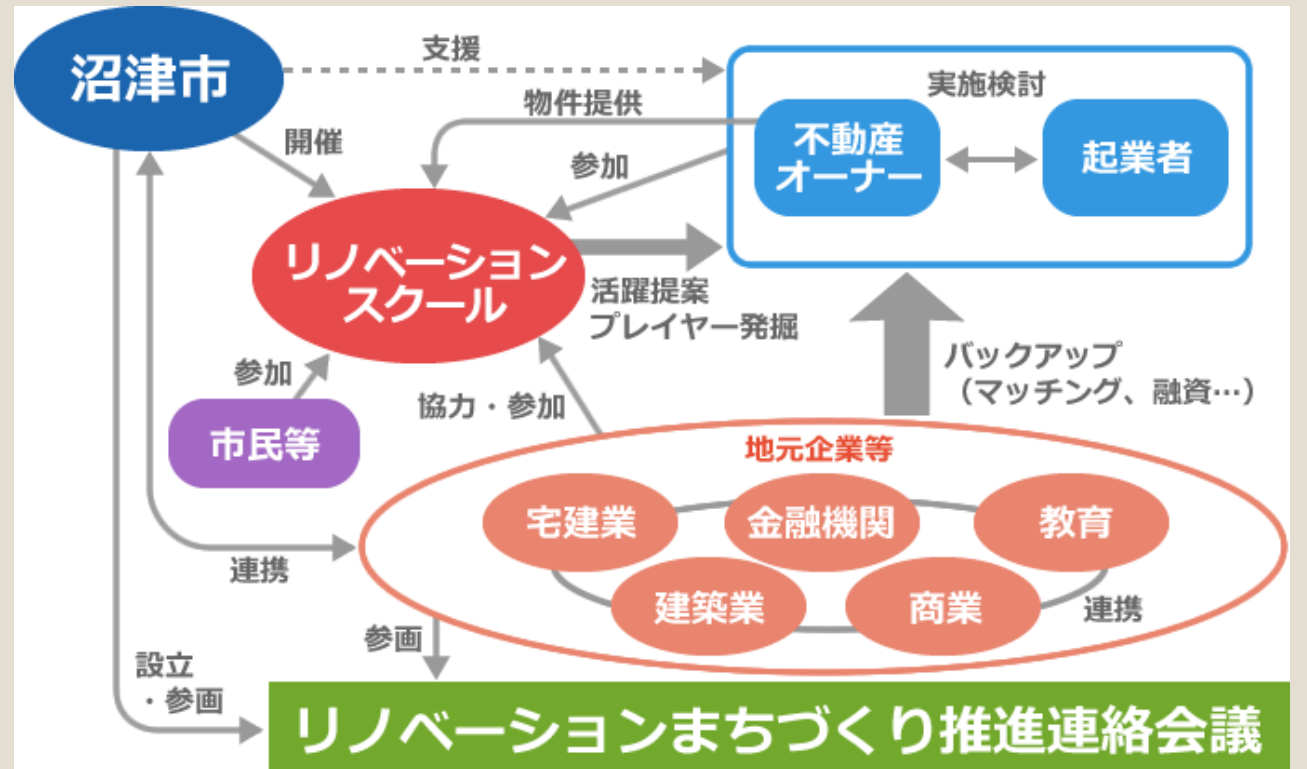 沼津市
支援
実施検討
物件提供
不動産
オーナー
起業者
開催
参加
リノベーション
スクール
活躍提案
プレイヤー発掘
バックアップ
(マッチング、融資…)
参加
協力・参加
市民等
地元企業等
宅建業
金融機関
教育
連携
建築業
商業
連携
参画
設立
・参画
リノベーションまちづくり推進連絡会議